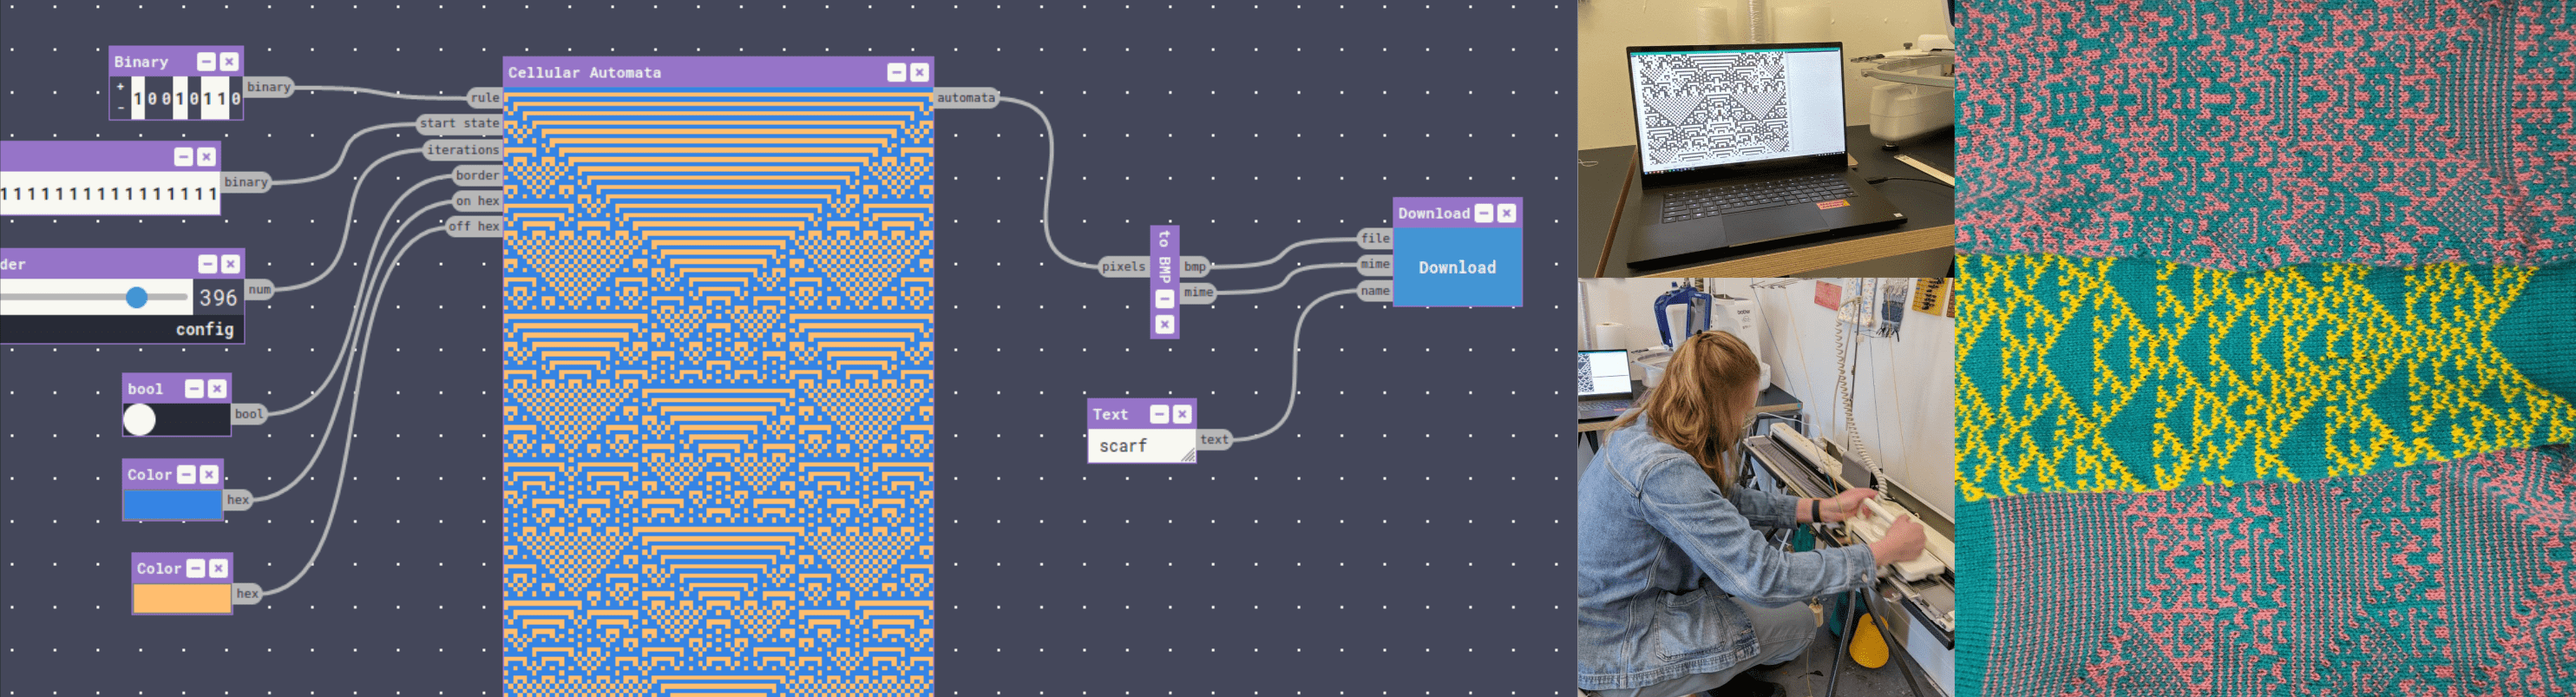 Binary
+
-
10010110
binary
1111111111111111
binary
der
396
num
config
bool
bool
Color
hex
Color
hex
Cellular Automata
rule
start state
iterations
border
on hex
off hex
automata
pixels
to BMP
bmp
mime
Text
scarf
text
Download
file
mime
name
Download
brother